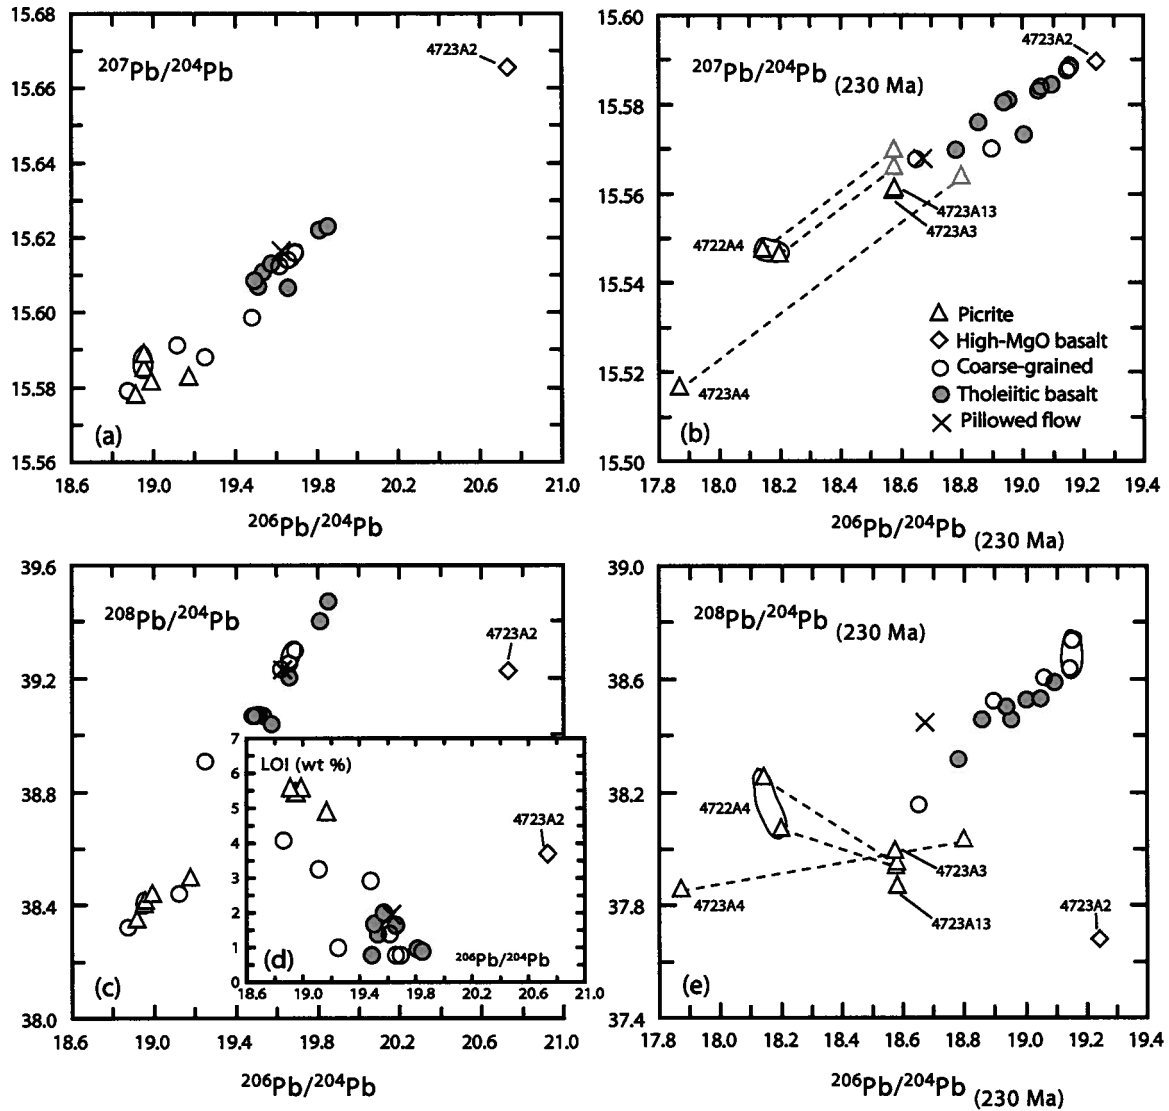 15.68
15.66
15.64
15.62
15.60
15.58
15.56
²⁰⁷Pb/²⁰⁴Pb
4723A2
(a)
18.6 19.0 19.4 19.8 20.2 20.6 21.0
²⁰⁶Pb/²⁰⁴Pb
15.60
15.58
15.56
15.54
15.52
15.50
²⁰⁷Pb/²⁰⁴Pb (230 Ma)
4723A2
4723A13
4723A3
4722A4
4723A4
Picrite
High-MgO basalt
Coarse-grained
Tholeiitic basalt
Pillowed flow
(b)
17.8 18.0 18.2 18.4 18.6 18.8 19.0 19.2 19.4
²⁰⁶Pb/²⁰⁴Pb (230 Ma)
39.6
39.2
38.8
38.4
38.0
²⁰⁸Pb/²⁰⁴Pb
4723A2
(c)
18.6 19.0 19.4 19.8 20.2 20.6 21.0
²⁰⁶Pb/²⁰⁴Pb
7
6
5
4
3
2
1
0
LOI (wt %)
4723A2
(d)
²⁰⁶Pb/²⁰⁴Pb
18.6 19.0 19.4 19.8 20.2 20.6 21.0
39.0
38.6
38.2
37.8
37.4
²⁰⁸Pb/²⁰⁴Pb (230 Ma)
4722A4
4723A3
4723A4
4723A13
4723A2
(e)
17.8 18.0 18.2 18.4 18.6 18.8 19.0 19.2 19.4
²⁰⁶Pb/²⁰⁴Pb (230 Ma)